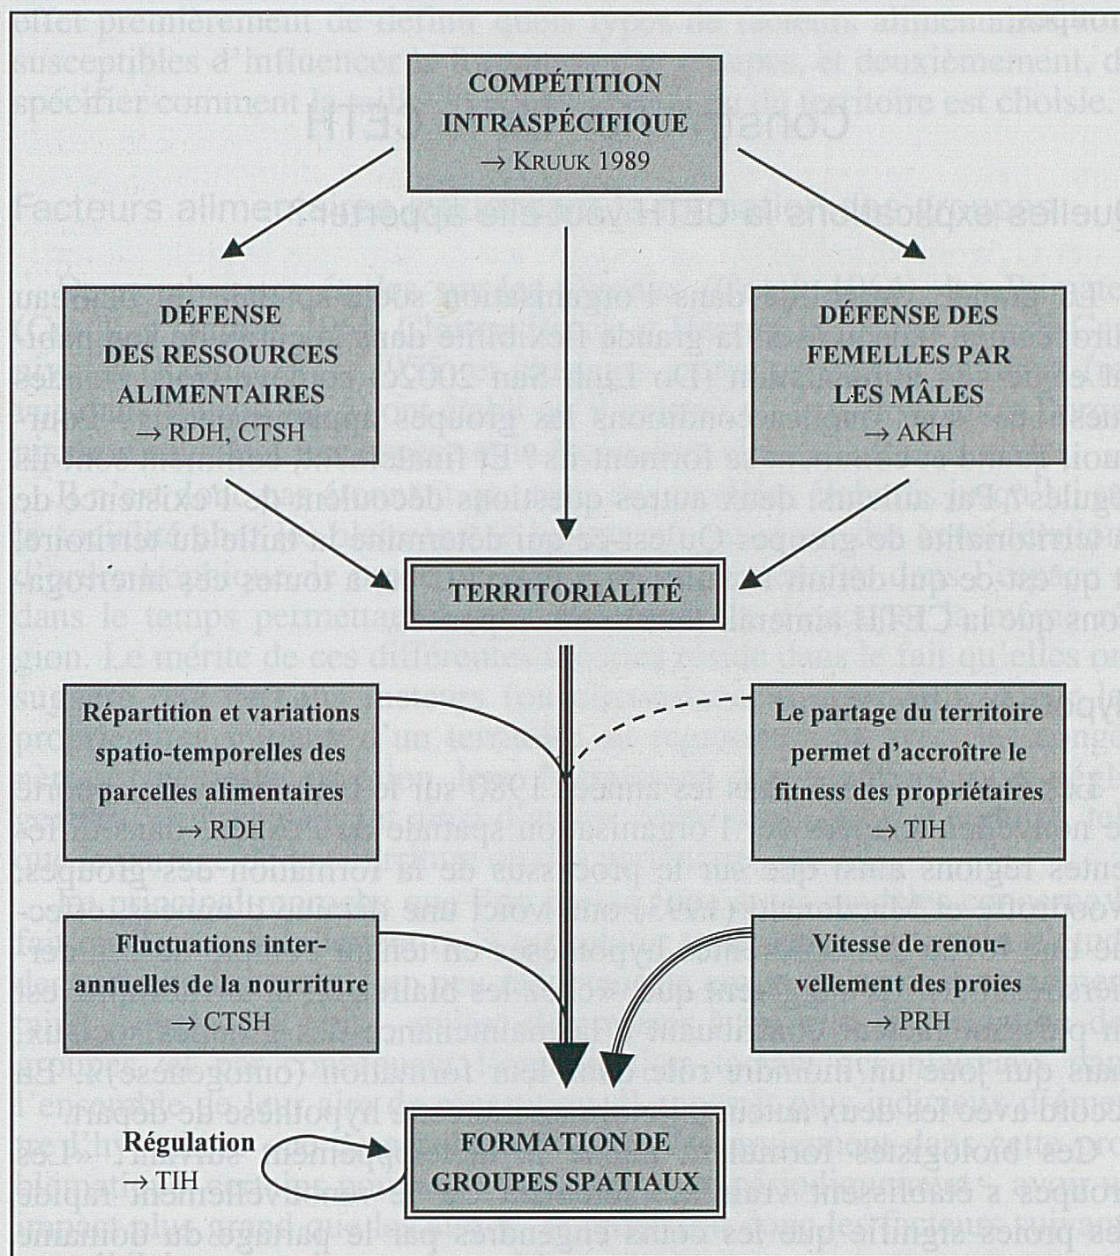 COMPÉTITION
INTRASPÉCIFIQUE
→ KRUUK 1989
DÉFENSE
DES RESSOURCES
ALIMENTAIRES
→ RDH, CTSH
DÉFENSE DES
FEMELLES PAR
LES MÂLES
→ AKH
TERRITORIALITÉ
Répartition et variations
spatio-temporelles des
parcelles alimentaires
→ RDH
Le partage du territoire
permet d'accroître le
fitness des propriétaires
→ TIH
Fluctuations inter-
annuelles de la nourriture
→ CTSH
Vitesse de renou-
vellement des proies
→ PRH
Régulation
→ TIH
FORMATION DE
GROUPES SPATIAUX